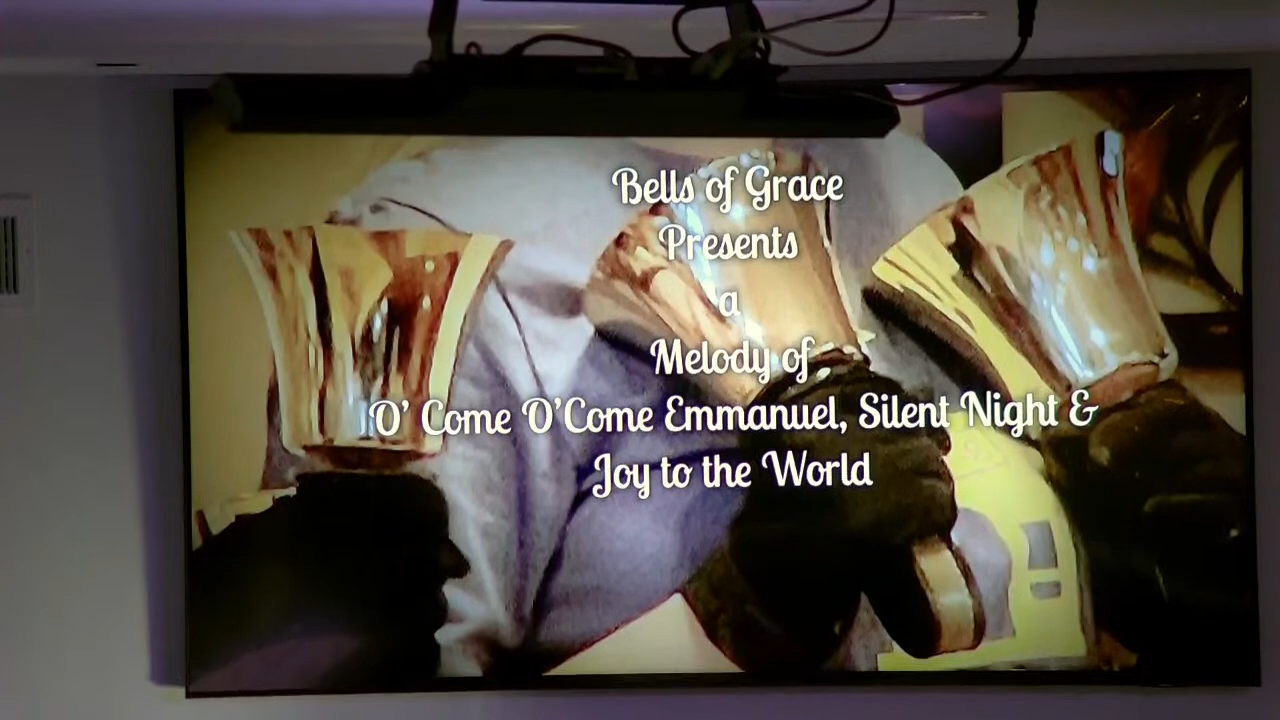 Bells of Grace
Presents
a
Melody of
O' Come O'Come Emmanuel, Silent Night &
Joy to the World